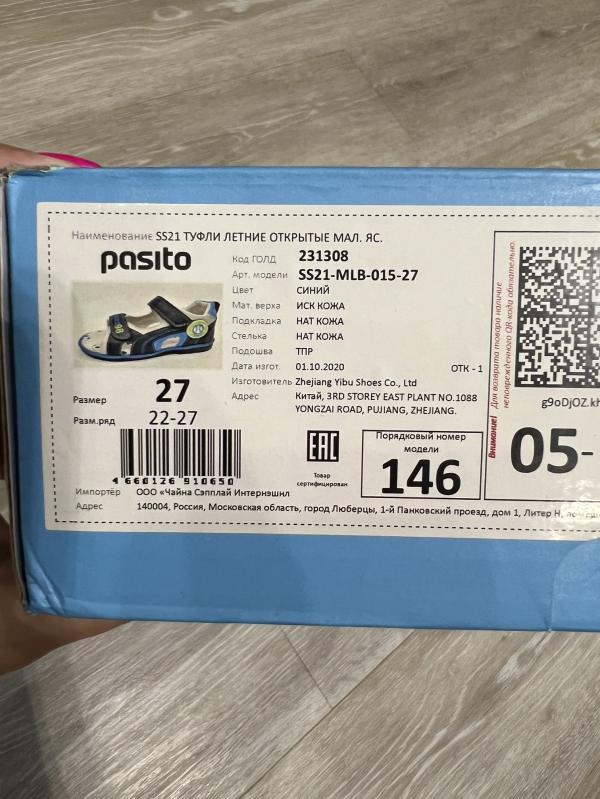 Наименование SS21 ТУФЛИ ЛЕТНИЕ ОТКРЫТЫЕ МАЛ. ЯС.
pasito
Код ГОЛД 231308
Арт. модели SS21-MLB-015-27
Цвет СИНИЙ
Мат. верха ИСК КОЖА
Подкладка НАТ КОЖА
Стелька НАТ КОЖА
Подошва ТПР
Дата изгот. 01.10.2020 ОТК - 1
Изготовитель Zhejiang Yibu Shoes Co., Ltd
Адрес Китай, 3RD STOREY EAST PLANT NO.1088
YONGZAI ROAD, PUJIANG, ZHEJIANG.
Размер 27
Разм.ряд 22-27
4 660126 910650
EAC
Товар
сертифицирован
Порядковый номер
модели
146
Импортёр ООО «Чайна Сэпплай Интернэшнл
Адрес 140004, Россия, Московская область, город Люберцы, 1-й Панковский проезд, дом 1, Литер Н,
Внимание! Для возврата товара наличие
неповрежденного QR-кода обязательно.
g9oDjOZ.kh
05-